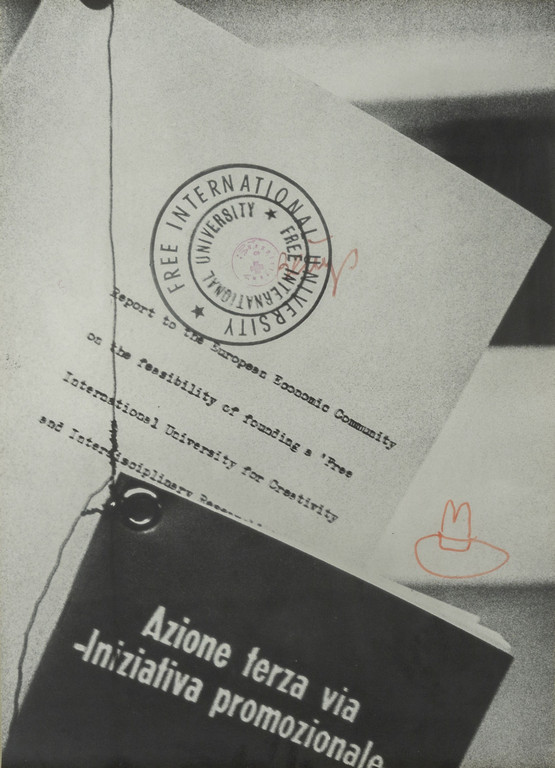 FREE INTERNATIONAL UNIVERSITY ★
FREE INTERNATIONAL UNIVERSITY ★
Report to the European Economic Community
on the feasibility of founding a 'Free
International University for Creativity
and Interdisciplinary
Azione terza via
-Iniziativa promozionale